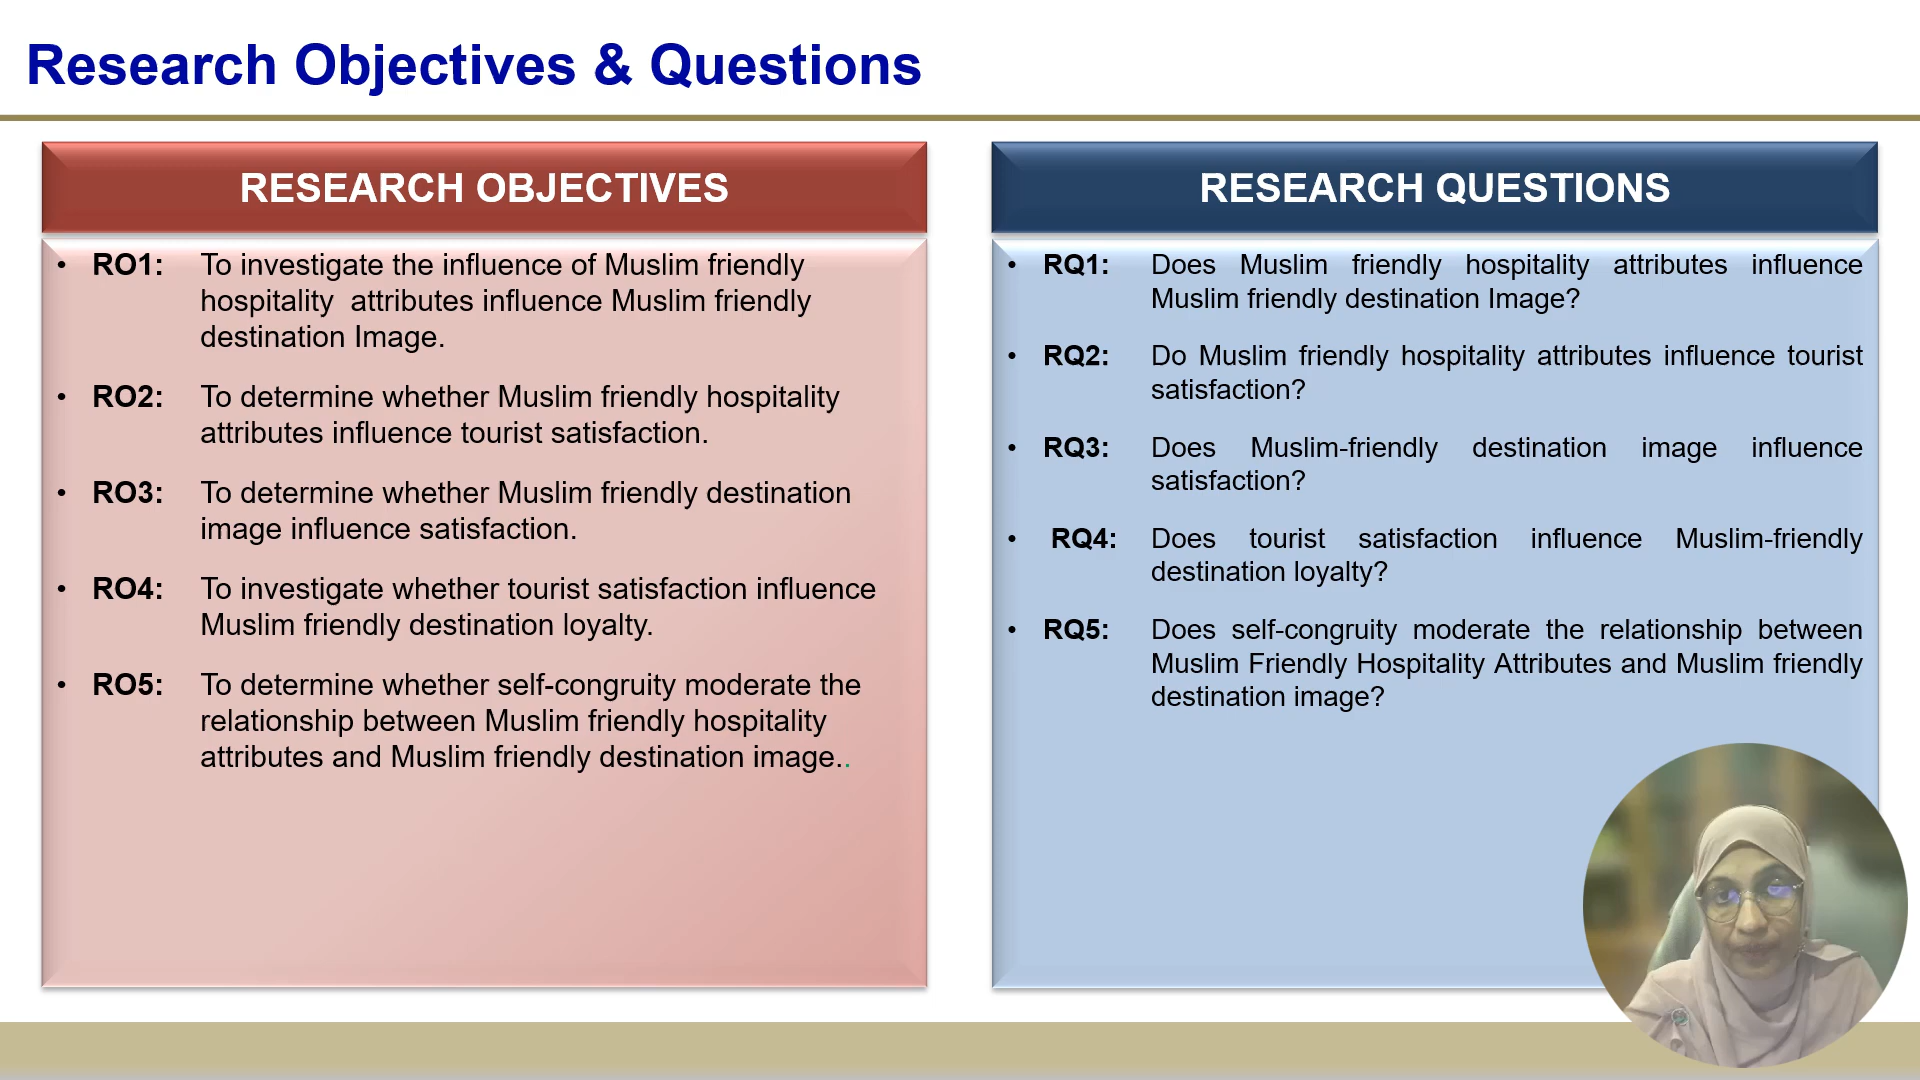 Research Objectives & Questions
RESEARCH OBJECTIVES
• RO1: To investigate the influence of Muslim friendly
hospitality  attributes influence Muslim friendly
destination Image.
• RO2: To determine whether Muslim friendly hospitality
attributes influence tourist satisfaction.
• RO3: To determine whether Muslim friendly destination
image influence satisfaction.
• RO4: To investigate whether tourist satisfaction influence
Muslim friendly destination loyalty.
• RO5: To determine whether self-congruity moderate the
relationship between Muslim friendly hospitality
attributes and Muslim friendly destination image..
RESEARCH QUESTIONS
• RQ1: Does Muslim friendly hospitality attributes influence
Muslim friendly destination Image?
• RQ2: Do Muslim friendly hospitality attributes influence tourist
satisfaction?
• RQ3: Does Muslim-friendly destination image influence
satisfaction?
• RQ4: Does tourist satisfaction influence Muslim-friendly
destination loyalty?
• RQ5: Does self-congruity moderate the relationship between
Muslim Friendly Hospitality Attributes and Muslim friendly
destination image?